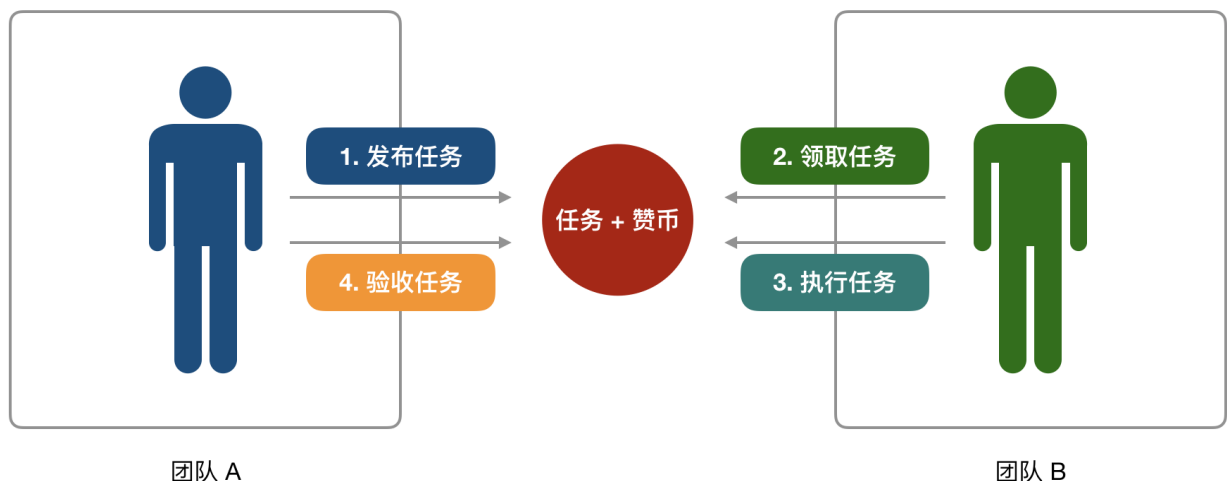 1. 发布任务
2. 领取任务
任务 + 赞币
4. 验收任务
3. 执行任务
团队 A
团队 B